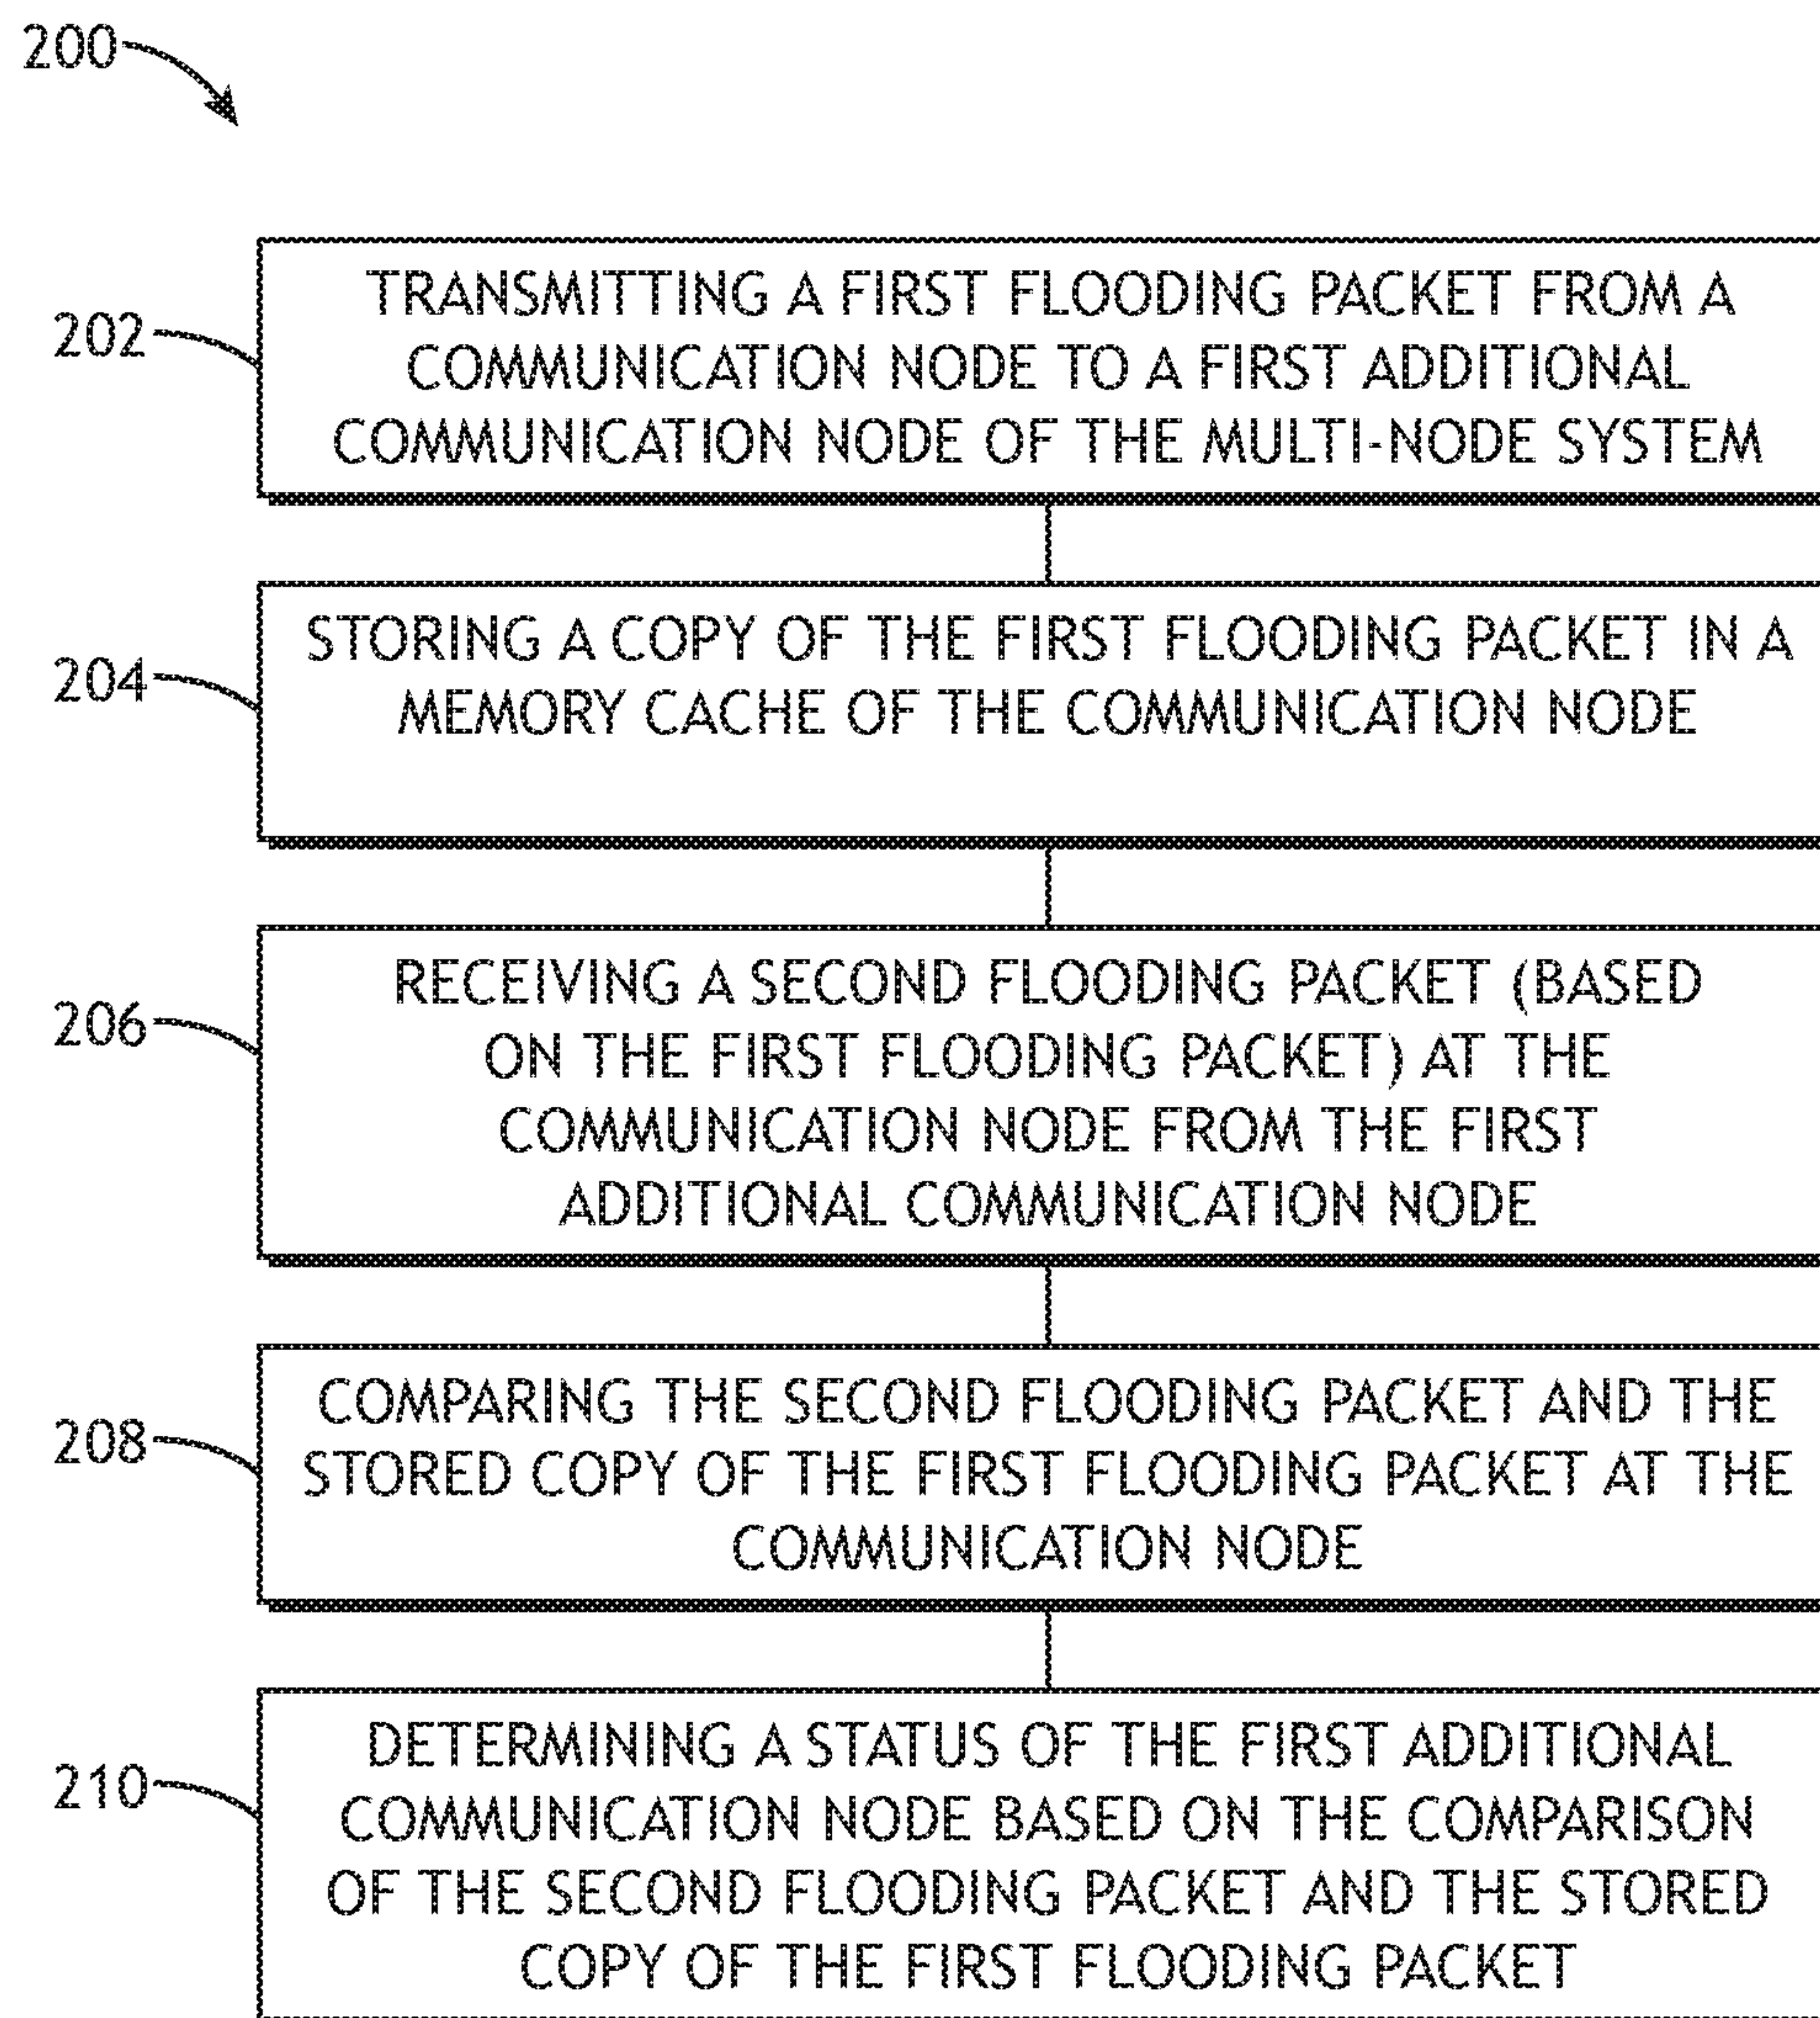 200
202
TRANSMITTING A FIRST FLOODING PACKET FROM A
COMMUNICATION NODE TO A FIRST ADDITIONAL
COMMUNICATION NODE OF THE MULTI-NODE SYSTEM
204
STORING A COPY OF THE FIRST FLOODING PACKET IN A
MEMORY CACHE OF THE COMMUNICATION NODE
206
RECEIVING A SECOND FLOODING PACKET (BASED
ON THE FIRST FLOODING PACKET) AT THE
COMMUNICATION NODE FROM THE FIRST
ADDITIONAL COMMUNICATION NODE
208
COMPARING THE SECOND FLOODING PACKET AND THE
STORED COPY OF THE FIRST FLOODING PACKET AT THE
COMMUNICATION NODE
210
DETERMINING A STATUS OF THE FIRST ADDITIONAL
COMMUNICATION NODE BASED ON THE COMPARISON
OF THE SECOND FLOODING PACKET AND THE STORED
COPY OF THE FIRST FLOODING PACKET